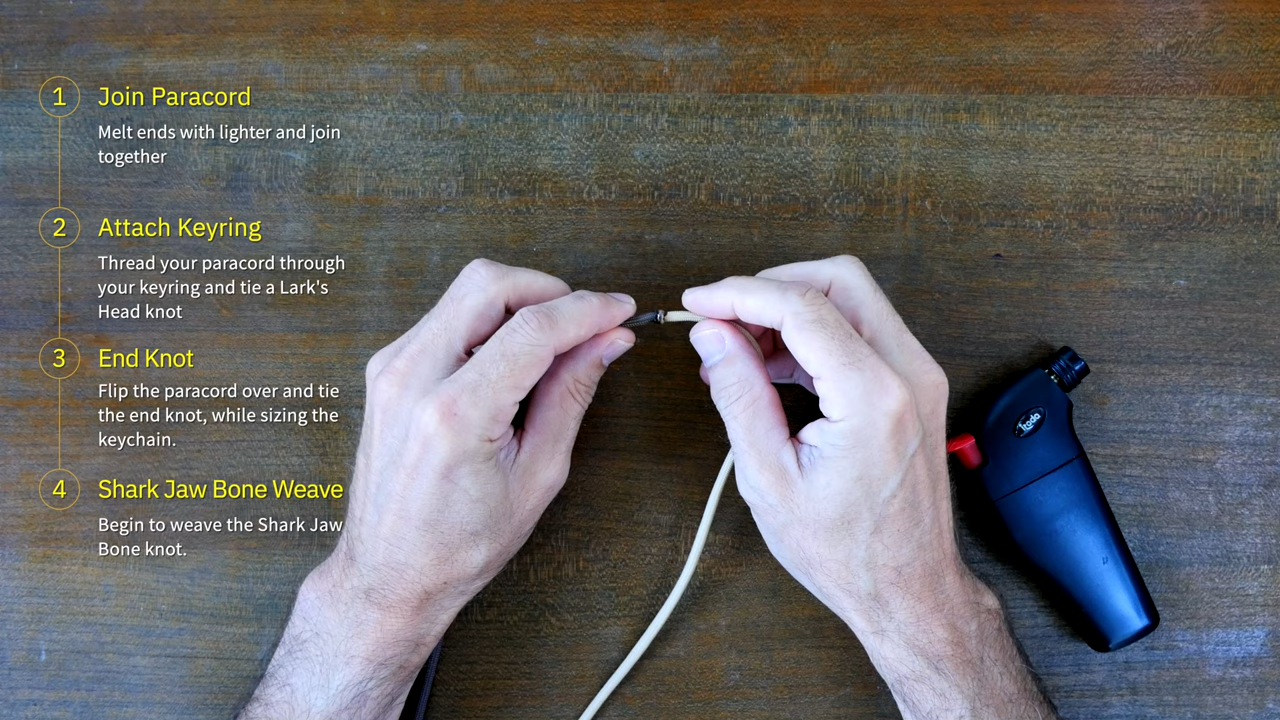 1
Join Paracord
Melt ends with lighter and join
together
2
Attach Keyring
Thread your paracord through
your keyring and tie a Lark's
Head knot
3
End Knot
Flip the paracord over and tie
the end knot, while sizing the
keychain.
4
Shark Jaw Bone Weave
Begin to weave the Shark Jaw
Bone knot.